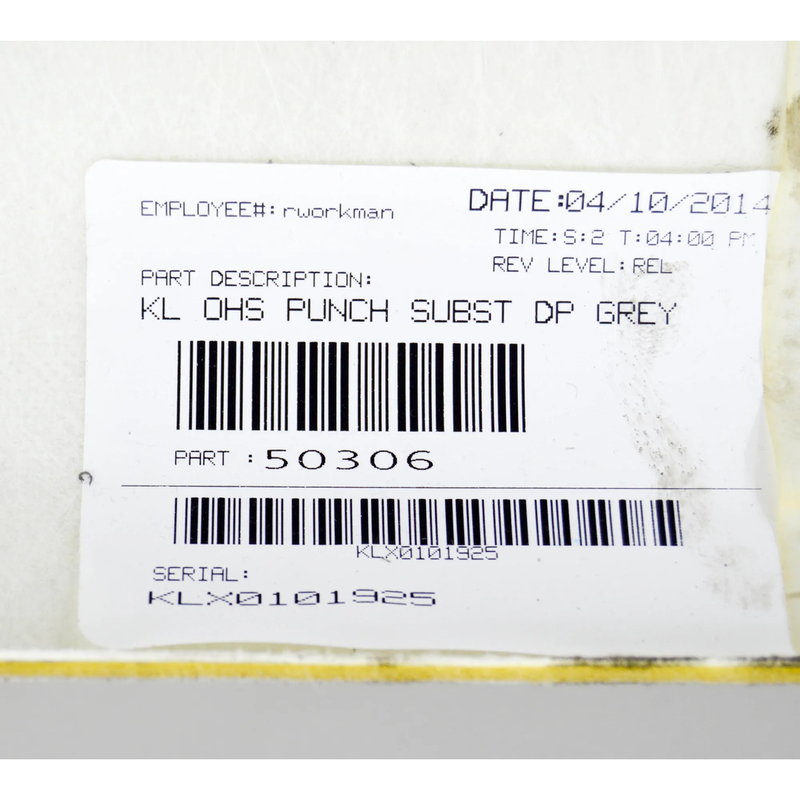 EMPLOYEE#: rworkman
DATE:04/10/2014
TIME:S:2 T:04:00 PM
REV LEVEL:REL
PART DESCRIPTION:
KL OHS PUNCH SUBST DP GREY
PART :50306
KLX0101925
SERIAL:
KLX0101925